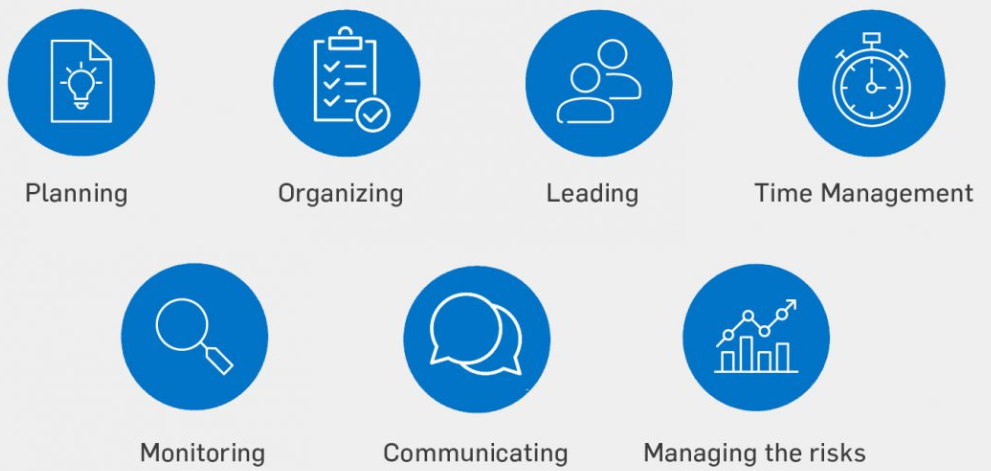 Planning
Organizing
Leading
Time Management
Monitoring
Communicating
Managing the risks